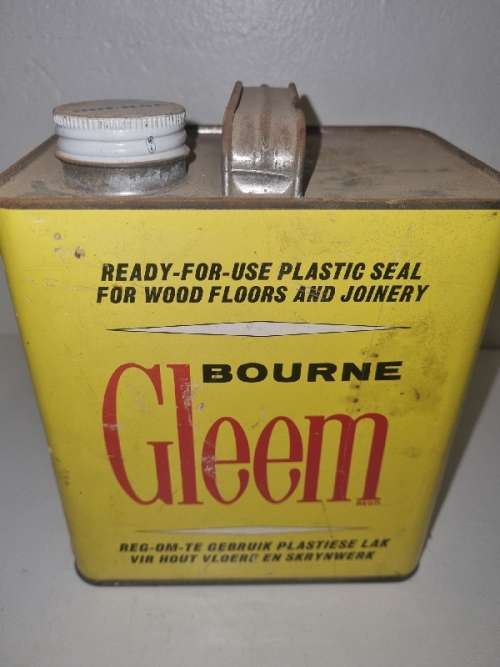 READY-FOR-USE PLASTIC SEAL
FOR WOOD FLOORS AND JOINERY
BOURNE
Gleem
REGD.
REG-OM-TE GEBRUIK PLASTIESE LAK
VIR HOUT VLOERE EN SKRYNWERK